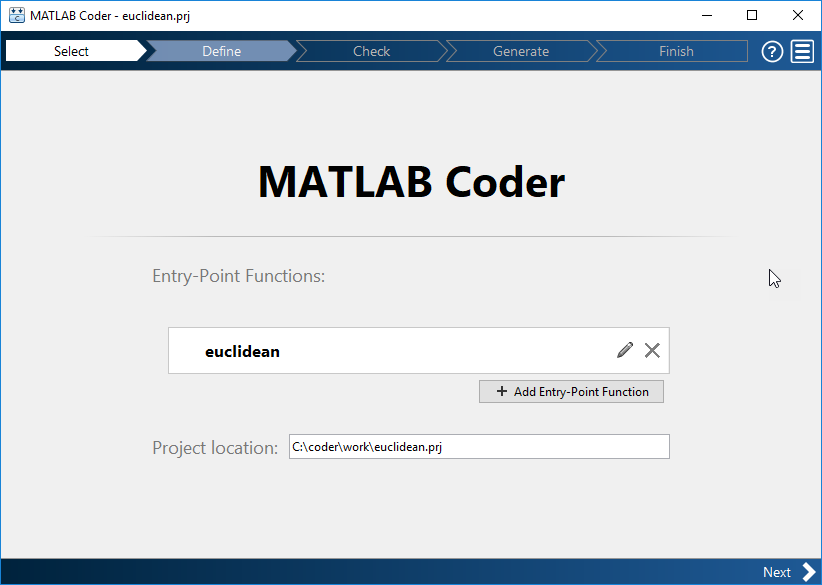 MATLAB Coder - euclidean.prj
Select Define Check Generate Finish ?
MATLAB Coder
Entry-Point Functions:
euclidean
+ Add Entry-Point Function
Project location: C:\coder\work\euclidean.prj
Next